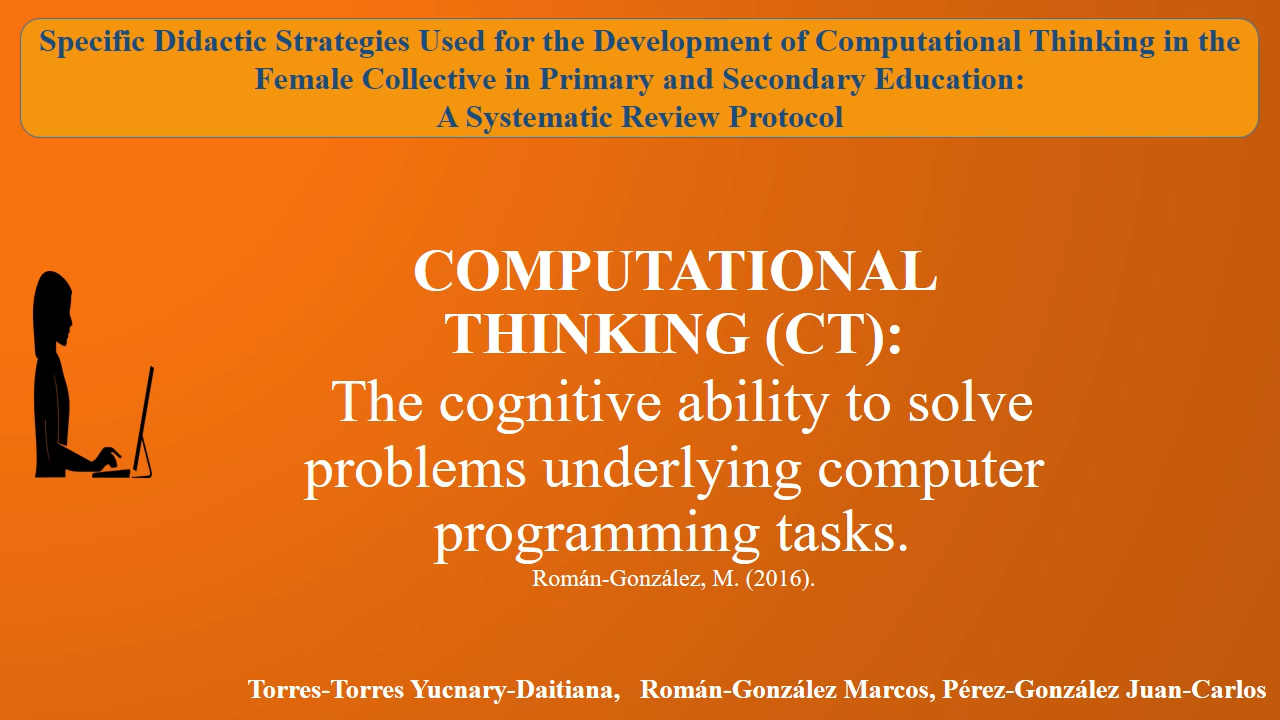 Specific Didactic Strategies Used for the Development of Computational Thinking in the
Female Collective in Primary and Secondary Education:
A Systematic Review Protocol
COMPUTATIONAL
THINKING (CT):
The cognitive ability to solve
problems underlying computer
programming tasks.
Román-González, M. (2016).
Torres-Torres Yucnary-Daitiana, Román-González Marcos, Pérez-González Juan-Carlos